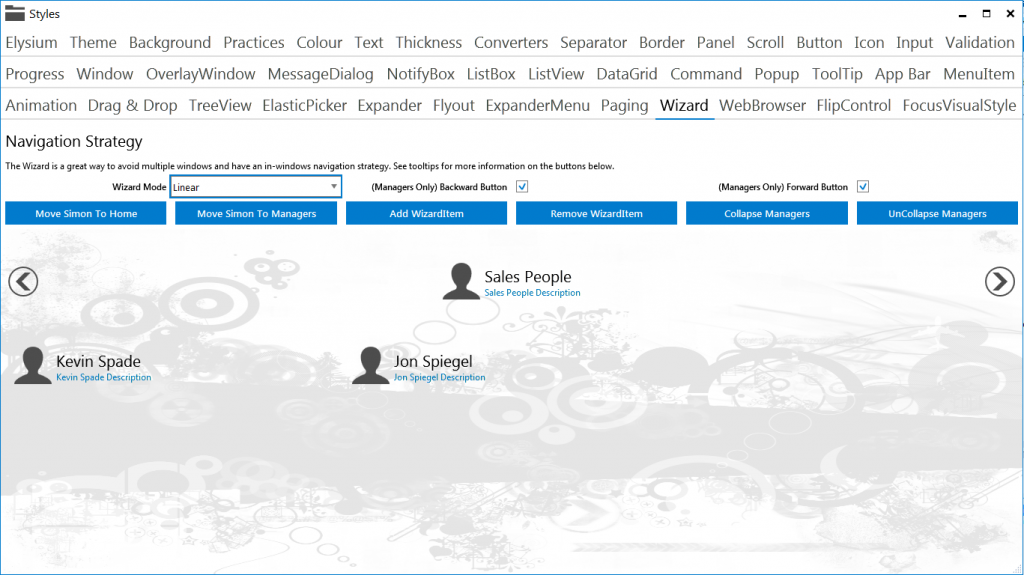 Styles
Elysium Theme Background Practices Colour Text Thickness Converters Separator Border Panel Scroll Button Icon Input Validation
Progress Window OverlayWindow MessageDialog NotifyBox ListBox ListView DataGrid Command Popup ToolTip App Bar MenuItem
Animation Drag & Drop TreeView ElasticPicker Expander Flyout ExpanderMenu Paging Wizard WebBrowser FlipControl FocusVisualStyle
Navigation Strategy
The Wizard is a great way to avoid multiple windows and have an in-windows navigation strategy. See tooltips for more information on the buttons below.
Wizard Mode Linear (Managers Only) Backward Button (Managers Only) Forward Button
Move Simon To Home Move Simon To Managers Add WizardItem Remove WizardItem Collapse Managers UnCollapse Managers
Sales People
Sales People Description
Kevin Spade Jon Spiegel
Kevin Spade Description Jon Spiegel Description